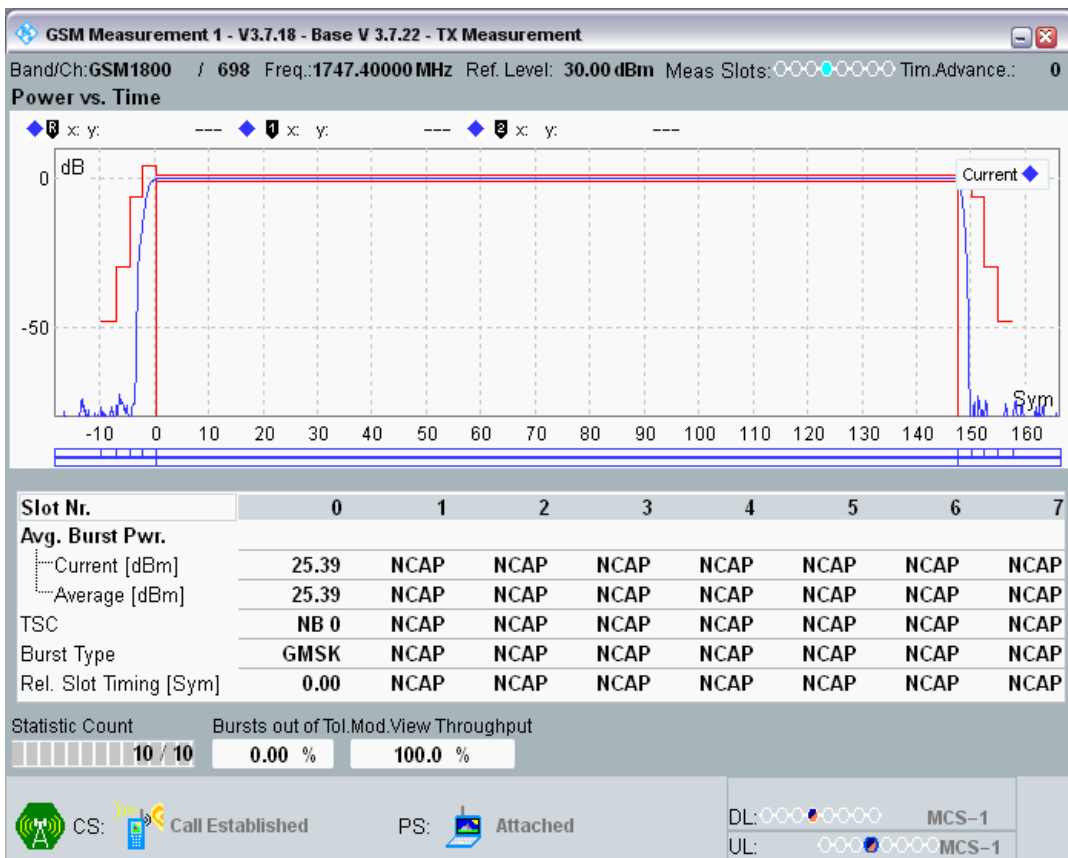 GSM Measurement 1 - V3.7.18 - Base V 3.7.22 - TX Measurement
Band/Ch:GSM1800 / 698 Freq.:1747.40000 MHz Ref. Level: 30.00 dBm Meas Slots: Tim.Advance.: 0
Power vs. Time
R x: y: --- 1 x: y: --- 2 x: y: ---
dB
Current
0
-50
Sym
-10 0 10 20 30 40 50 60 70 80 90 100 110 120 130 140 150 160
Slot Nr. 0 1 2 3 4 5 6 7
Avg. Burst Pwr.
Current [dBm] 25.39 NCAP NCAP NCAP NCAP NCAP NCAP NCAP
Average [dBm] 25.39 NCAP NCAP NCAP NCAP NCAP NCAP NCAP
TSC NB 0 NCAP NCAP NCAP NCAP NCAP NCAP NCAP
Burst Type GMSK NCAP NCAP NCAP NCAP NCAP NCAP NCAP
Rel. Slot Timing [Sym] 0.00 NCAP NCAP NCAP NCAP NCAP NCAP NCAP
Statistic Count Bursts out of Tol.Mod.View Throughput
10 / 10 0.00 % 100.0 %
CS: Call Established PS: Attached
DL: MCS-1
UL: MCS-1